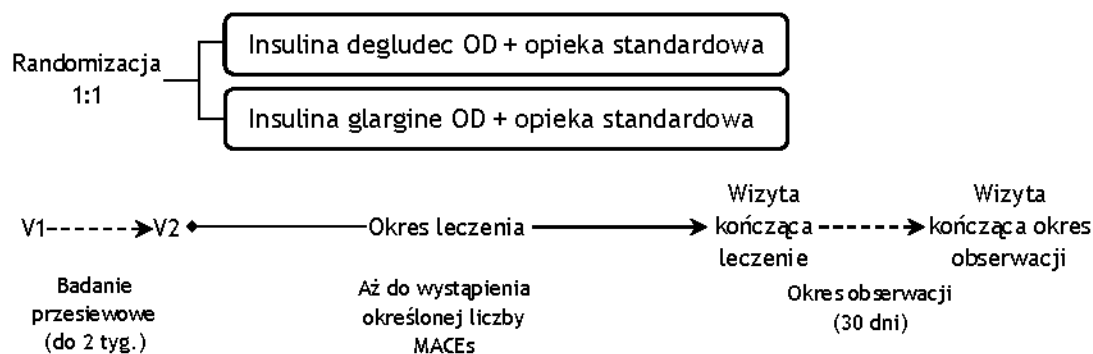 Randomizacja
1:1
Insulina degludec OD + opieka standardowa
Insulina glargine OD + opieka standardowa
V1
V2
Okres leczenia
Wizyta
kończąca
leczenie
Wizyta
kończąca okres
obserwacji
Badanie
przesiewowe
(do 2 tyg.)
Aż do wystąpienia
określonej liczby
MACEs
Okres obserwacji
(30 dni)